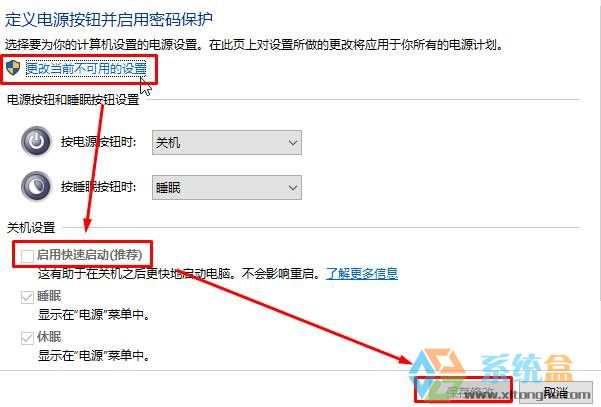 定义电源按钮并启用密码保护
选择要为你的计算机设置的电源设置。在此页上对设置所做的更改将应用于你所有的电源计划。
更改当前不可用的设置
电源按钮和睡眠按钮设置
按电源按钮时: 关机
按睡眠按钮时: 睡眠
关机设置
启用快速启动(推荐)
这有助于在关机之后更快地启动电脑。不会影响重启。了解更多信息
睡眠
显示在"电源"菜单中。
休眠
显示在"电源"菜单中。
系统盒
保存修改 取消